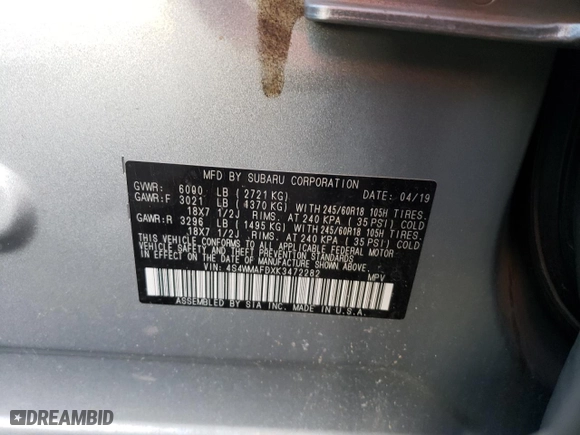 MFD BY SUBARU CORPORATION
GVWR: 6000 LB ( 2721KG) DATE: 04/19
GAWR:F 3021 LB ( 1370 KG) WITH 245/60R18 105H TIRES.
18X7 1/2J RIMS. AT 240 KPA ( 35 PSI) COLD
GAWR:R 3296 LB ( 1495 KG) WITH 245/60R18 105H TIRES.
18X7 1/2J RIMS. AT 240 KPA ( 35 PSI) COLD
THIS VEHICLE CONFORMS TO ALL APPLICABLE FEDERAL MOTOR
VEHICLE SAFETY AND THEFT PREVENTION STANDARDS
IN EFFECT ON THE DATE OF MANUFACTURE SHOWN ABOVE.
VIN: 4S4WMAFDXK3472282 MPV
ASSEMBLED BY SIA INC. MADE IN U.S.A.
DREAMBID